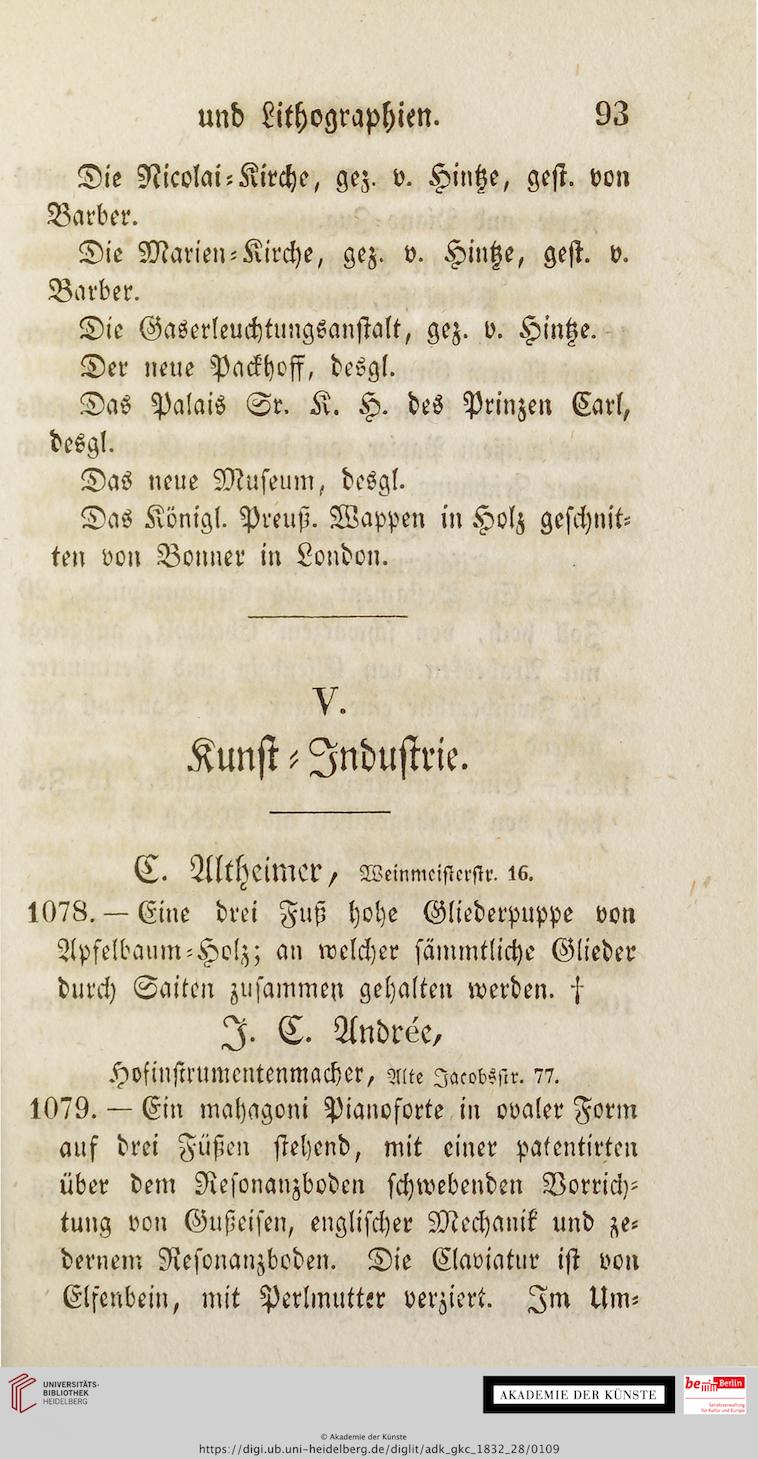 und Lithographien. 93
Die Nicolai-Kirche, gez. v. Hintze, gest. von
Barber.
Die Marien-Kirche, gez. v. Hintze, gest. v.
Barber.
Die Gaserleuchtungsanstalt, gez. v. Hintze.
Der neue Packhoff, desgl.
Das Palais Sr. K. H. des Prinzen Carl,
desgl.
Das neue Museum, desgl.
Das Königl. Preuß. Wappen in Holz geschnit-
ten von Bonner in London.
V.
Kunst-Industrie.
C. Altheimer, Weinmeisterstr. 16.
1078. — Eine drei Fuß hohe Gliederpuppe von
Apfelbaum-Holz; an welcher sämmtliche Glieder
durch Saiten zusammen gehalten werden. †
J. C. Andrée,
Hofinstrumentenmacher, Alte Jacobsstr. 77.
1079. — Ein mahagoni Pianoforte in ovaler Form
auf drei Füßen stehend, mit einer patentirten
über dem Resonanzboden schwebenden Vorrich-
tung von Gußeisen, englischer Mechanik und ze-
dernem Resonanzboden. Die Claviatur ist von
Elfenbein, mit Perlmutter verziert. Im Um-
UNIVERSITÄTS-
BIBLIOTHEK
HEIDELBERG
AKADEMIE DER KÜNSTE
be Berlin
Senatsverwaltung
für Kultur und Europa
© Akademie der Künste
https://digi.ub.uni-heidelberg.de/diglit/adk_gkc_1832_28/0109